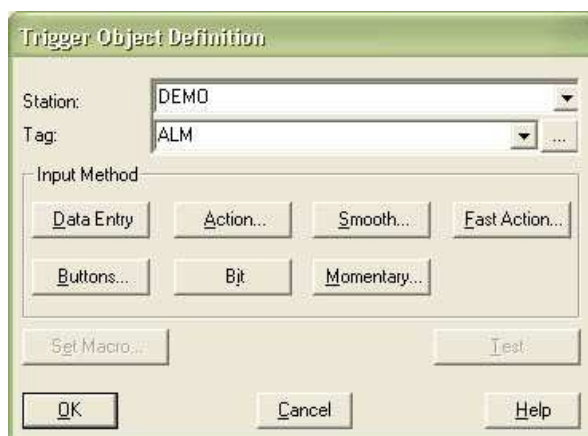 Trigger Object Definition
Station: DEMO
Tag: ALM ...
Input Method
Data Entry Action... Smooth... Fast Action...
Buttons... Bit Momentary...
Set Macro... Test
OK Cancel Help